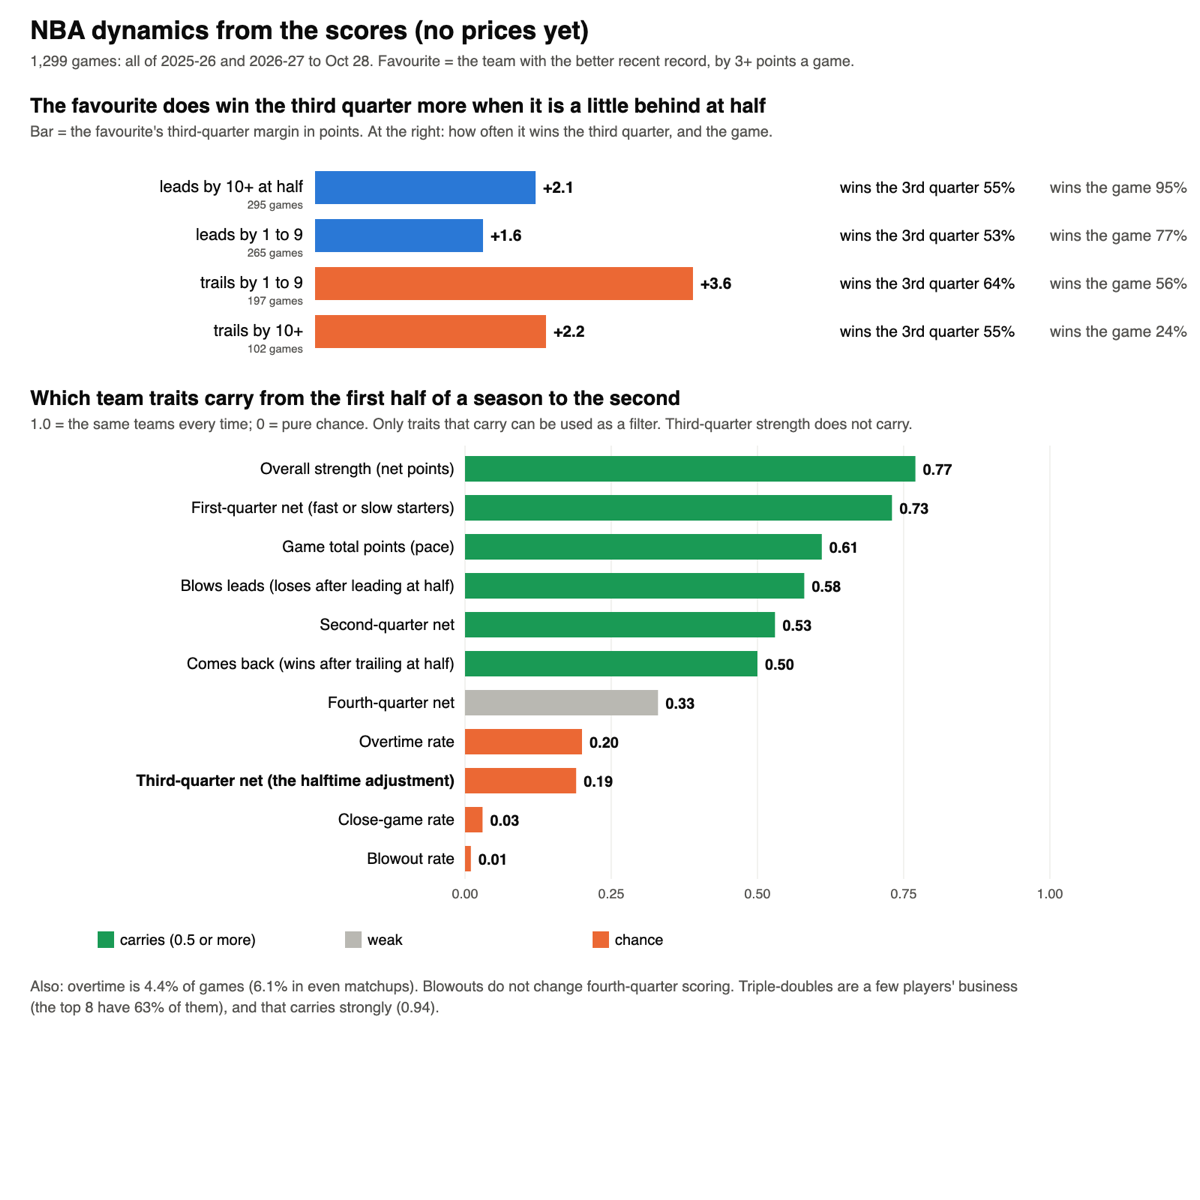 NBA dynamics from the scores (no prices yet)
1,299 games: all of 2025-26 and 2026-27 to Oct 28. Favourite = the team with the better recent record, by 3+ points a game.
The favourite does win the third quarter more when it is a little behind at half
Bar = the favourite's third-quarter margin in points. At the right: how often it wins the third quarter, and the game.
leads by 10+ at half +2.1 wins the 3rd quarter 55% wins the game 95%
295 games
leads by 1 to 9 +1.6 wins the 3rd quarter 53% wins the game 77%
265 games
trails by 1 to 9 +3.6 wins the 3rd quarter 64% wins the game 56%
197 games
trails by 10+ +2.2 wins the 3rd quarter 55% wins the game 24%
102 games
Which team traits carry from the first half of a season to the second
1.0 = the same teams every time; 0 = pure chance. Only traits that carry can be used as a filter. Third-quarter strength does not carry.
Overall strength (net points) 0.77
First-quarter net (fast or slow starters) 0.73
Game total points (pace) 0.61
Blows leads (loses after leading at half) 0.58
Second-quarter net 0.53
Comes back (wins after trailing at half) 0.50
Fourth-quarter net 0.33
Overtime rate 0.20
Third-quarter net (the halftime adjustment) 0.19
Close-game rate 0.03
Blowout rate 0.01
0.00 0.25 0.50 0.75 1.00
carries (0.5 or more) weak chance
Also: overtime is 4.4% of games (6.1% in even matchups). Blowouts do not change fourth-quarter scoring. Triple-doubles are a few players' business
(the top 8 have 63% of them), and that carries strongly (0.94).